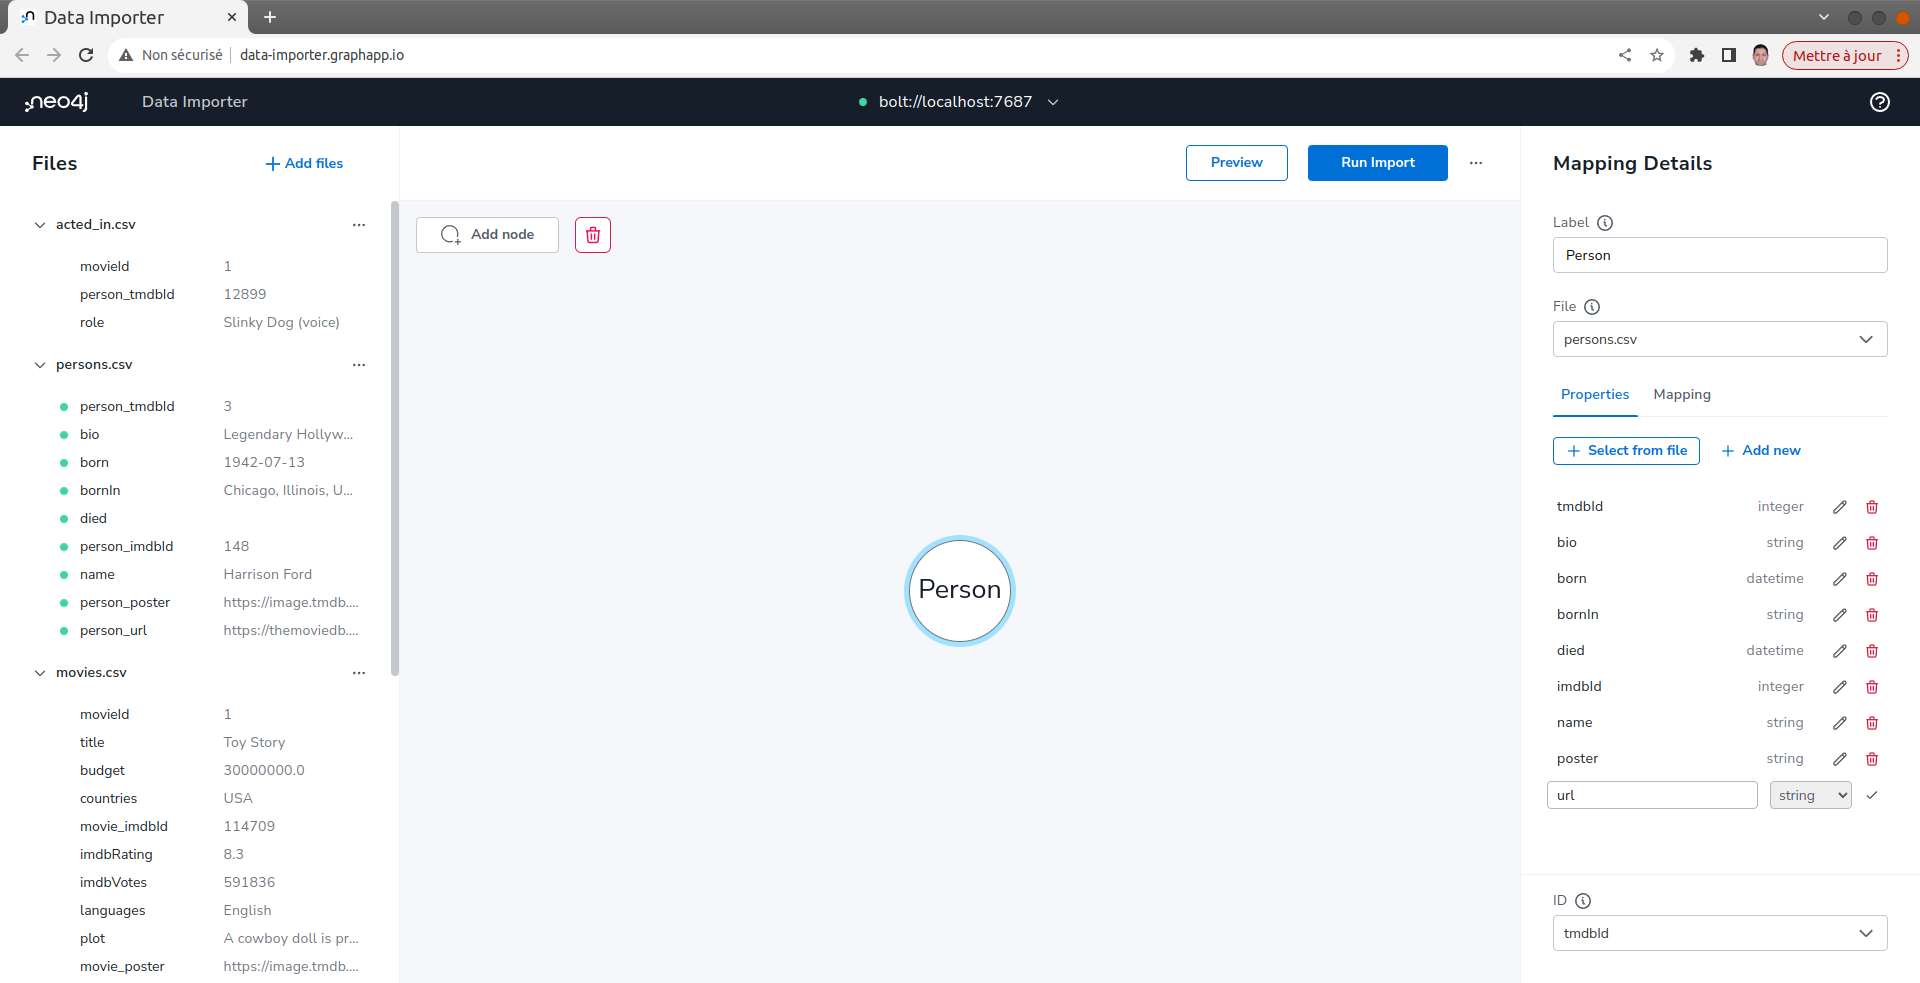 Data Importer
Non sécurisé
data-importer.graphapp.io
Mettre à jour
neo4j
Data Importer
bolt://localhost:7687
Files
Add files
acted_in.csv
movieId 1
person_tmdbId 12899
role Slinky Dog (voice)
persons.csv
person_tmdbId 3
bio Legendary Hollyw...
born 1942-07-13
bornIn Chicago, Illinois, U...
died
person_imdbId 148
name Harrison Ford
person_poster https://image.tmdb....
person_url https://themoviedb....
movies.csv
movieId 1
title Toy Story
budget 30000000.0
countries USA
movie_imdbId 114709
imdbRating 8.3
imdbVotes 591836
languages English
plot A cowboy doll is pr...
movie_poster https://image.tmdb....
Preview
Run Import
Add node
Person
Mapping Details
Label
Person
File
persons.csv
Properties Mapping
Select from file Add new
tmdbId integer
bio string
born datetime
bornIn string
died datetime
imdbId integer
name string
poster string
url string
ID
tmdbId